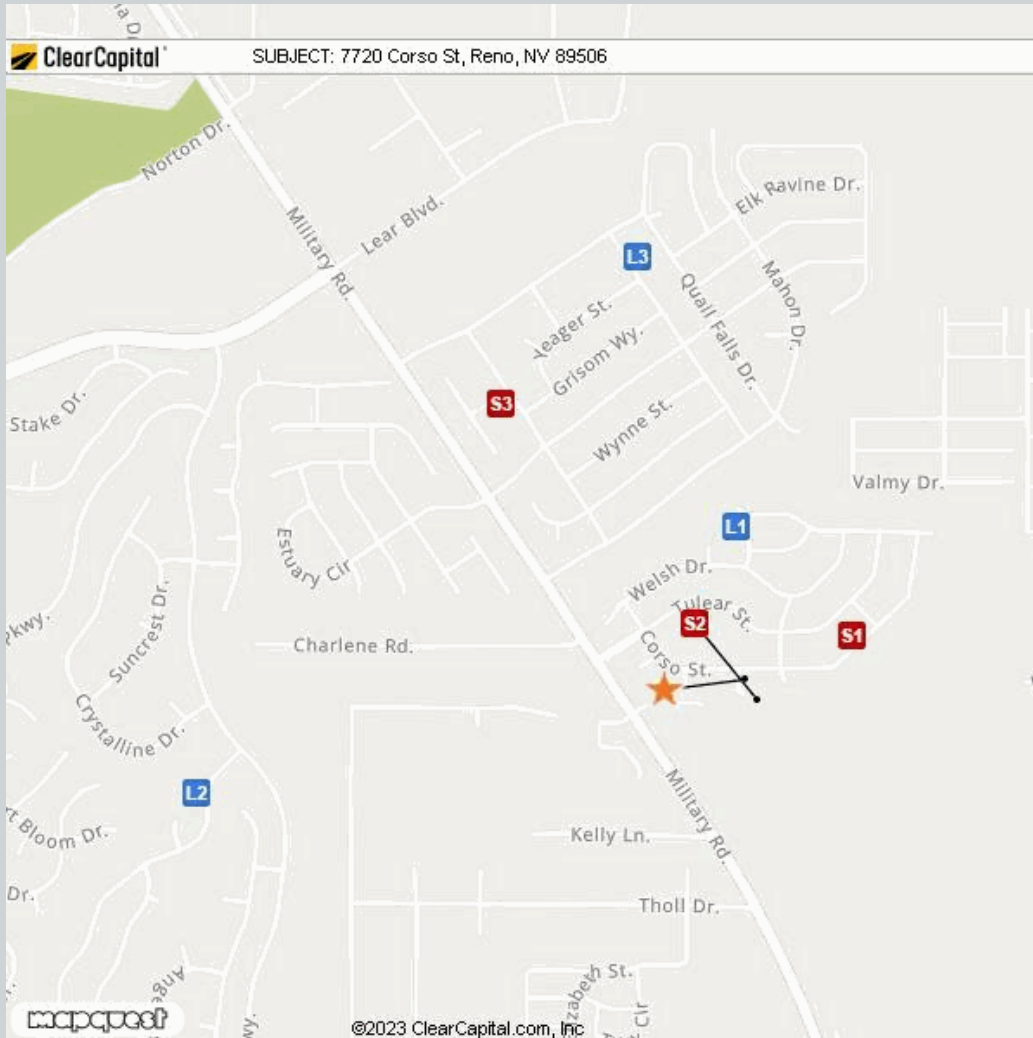 ClearCapital
SUBJECT: 7720 Corso St, Reno, NV 89506
Norton Dr.
Military Rd.
Lear Blvd.
Elk Ravine Dr.
L3
Mahon Dr.
Quail Falls Dr.
Yeager St.
Grisom Wy.
Stake Dr.
S3
Wynne St.
Valmy Dr.
L1
Estuary Cir
Welsh Dr.
Tulear St.
Suncrest Dr.
Pkwy.
S2
S1
Charlene Rd.
Corso St.
Crystalline Dr.
L2
Military Rd.
rt Bloom Dr.
Kelly Ln.
Dr.
Tholl Dr.
h St.
mapquest
©2023 ClearCapital.com, Inc